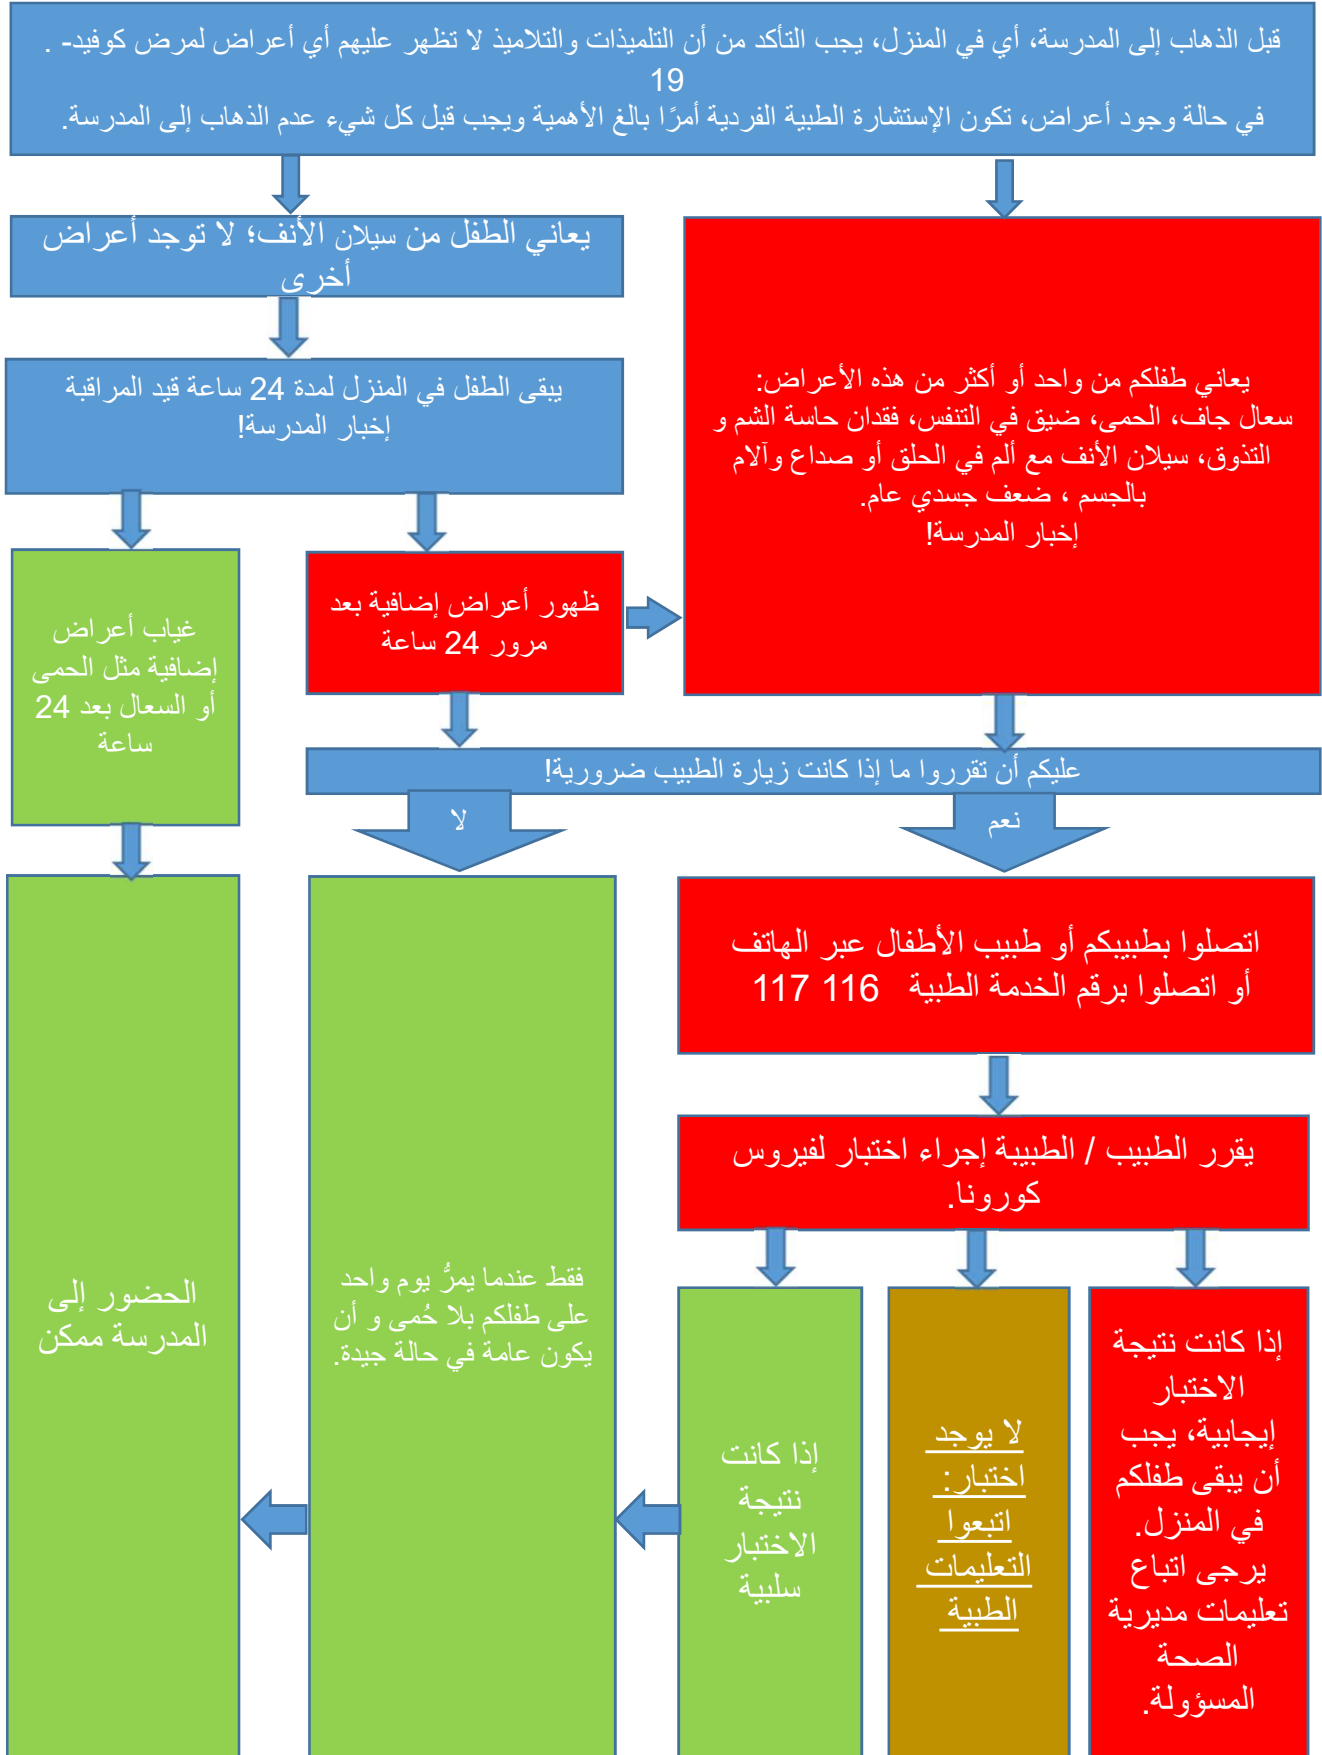 قبل الذهاب إلى المدرسة، أي في المنزل، يجب التأكد من أن التلميذات والتلاميذ لا تظهر عليهم أي أعراض لمرض كوفيد- .
19
في حالة وجود أعراض، تكون الإستشارة الطبية الفردية أمرًا بالغ الأهمية ويجب قبل كل شيء عدم الذهاب إلى المدرسة.
يعاني الطفل من سيلان الأنف؛ لا توجد أعراض
أخرى
يبقى الطفل في المنزل لمدة 24 ساعة قيد المراقبة
إخبار المدرسة!
يعاني طفلكم من واحد أو أكثر من هذه الأعراض:
سعال جاف، الحمى، ضيق في التنفس، فقدان حاسة الشم و
التذوق، سيلان الأنف مع ألم في الحلق أو صداع وآلام
بالجسم ، ضعف جسدي عام.
إخبار المدرسة!
ظهور أعراض إضافية بعد
مرور 24 ساعة
غياب أعراض
إضافية مثل الحمى
أو السعال بعد 24
ساعة
عليكم أن تقرروا ما إذا كانت زيارة الطبيب ضرورية!
نعم
لا
اتصلوا بطبيبكم أو طبيب الأطفال عبر الهاتف
أو اتصلوا برقم الخدمة الطبية 116 117
يقرر الطبيب / الطبيبة إجراء اختبار لفيروس
كورونا.
إذا كانت نتيجة
الاختبار
إيجابية، يجب
أن يبقى طفلكم
في المنزل.
يرجى اتباع
تعليمات مديرية
الصحة
المسؤولة.
لا يوجد
اختبار:
اتبعوا
التعليمات
الطبية
إذا كانت
نتيجة
الاختبار
سلبية
فقط عندما يمرُّ يوم واحد
على طفلكم بلا حُمى و أن
يكون عامة في حالة جيدة.
الحضور إلى
المدرسة ممكن